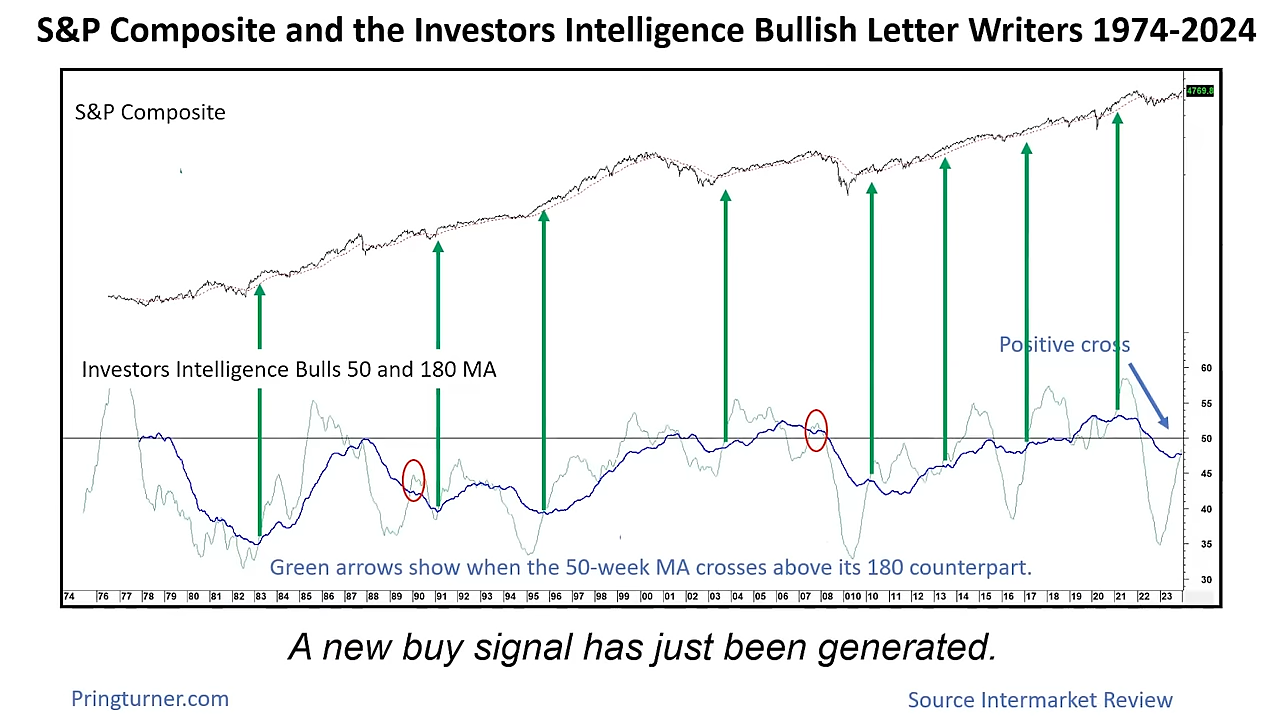 S&P Composite and the Investors Intelligence Bullish Letter Writers 1974-2024
4769.8
S&P Composite
Positive cross
Investors Intelligence Bulls 50 and 180 MA
60
55
50
45
40
35
30
Green arrows show when the 50-week MA crosses above its 180 counterpart.
74 76 77 78 79 80 81 82 83 84 85 86 87 88 89 90 91 92 93 94 95 96 97 98 99 00 01 02 03 04 05 06 07 08 010 10 11 12 13 14 15 16 17 18 19 20 21 22 23
A new buy signal has just been generated.
Pringturner.com
Source Intermarket Review